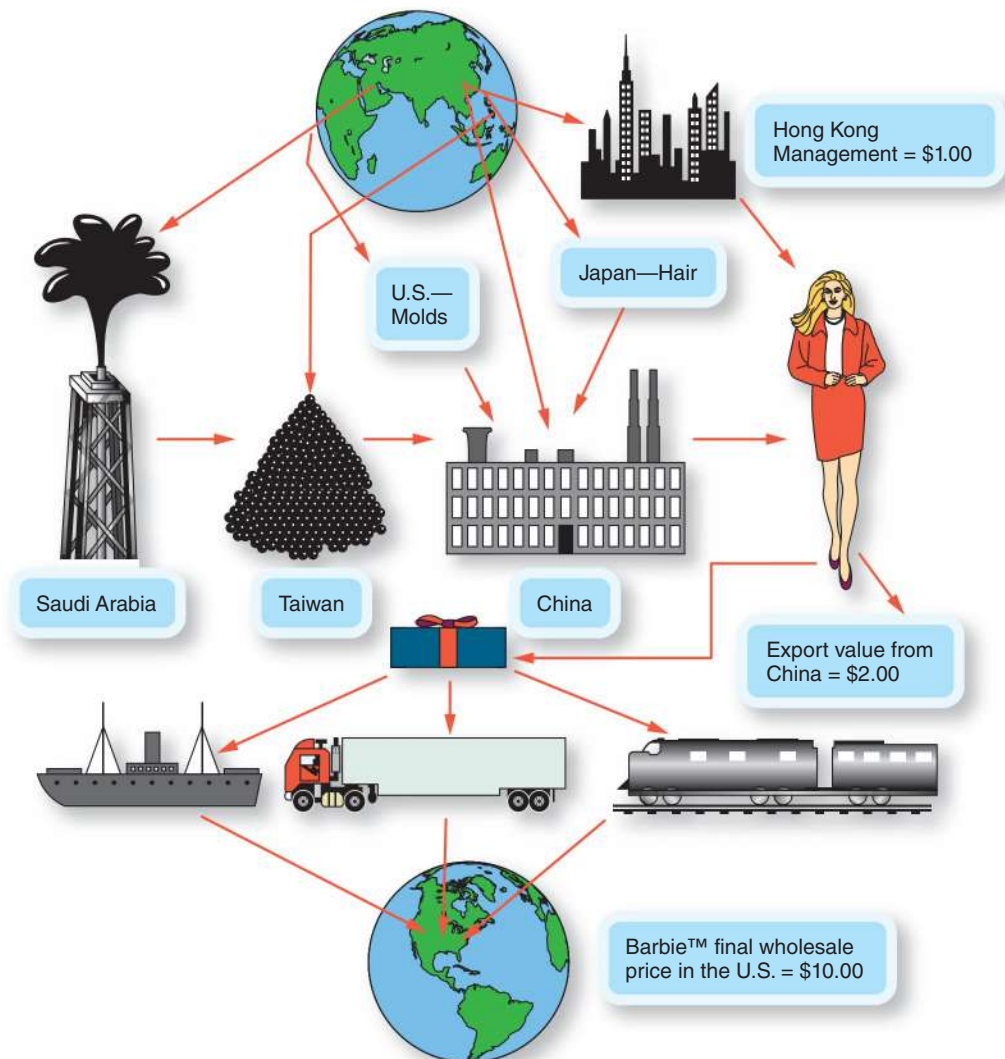 Hong Kong
Management = $1.00
U.S.—
Molds
Japan—Hair
Saudi Arabia
Taiwan
China
Export value from
China = $2.00
Barbie™ final wholesale
price in the U.S. = $10.00